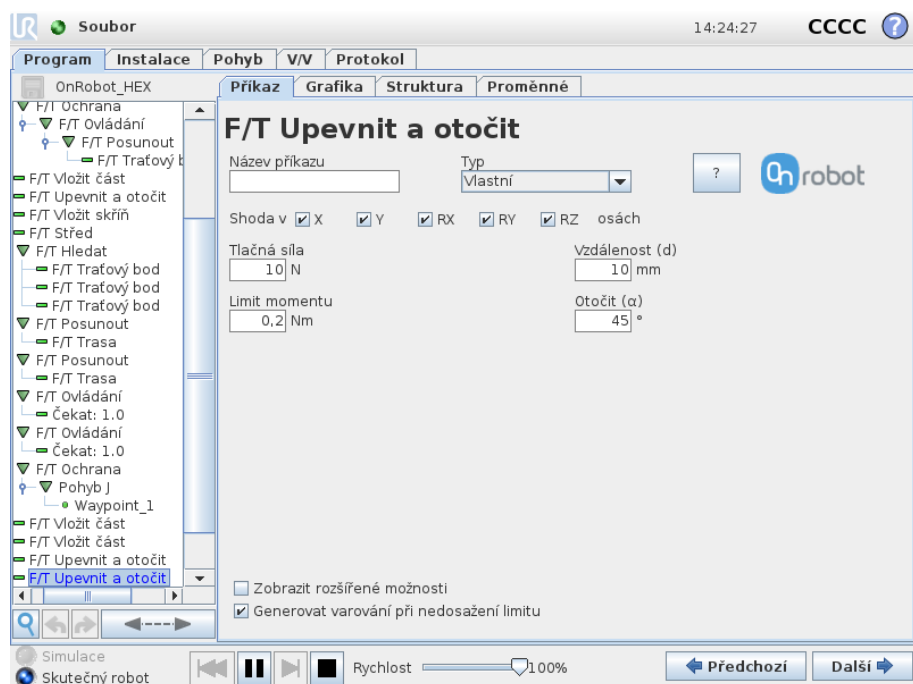 Soubor
14:24:27
CCCC
?
Program Instalace Pohyb V/V Protokol
OnRobot_HEX
Příkaz Grafika Struktura Proměnné
F/T Ochrana
F/T Ovládání
F/T Posunout
F/T Traťový b
F/T Vložit část
F/T Upevnit a otočit
F/T Vložit skříň
F/T Střed
F/T Hledat
F/T Traťový bod
F/T Traťový bod
F/T Traťový bod
F/T Posunout
F/T Trasa
F/T Posunout
F/T Trasa
F/T Ovládání
Čekat: 1.0
F/T Ovládání
Čekat: 1.0
F/T Ochrana
Pohyb J
Waypoint_1
F/T Vložit část
F/T Vložit část
F/T Upevnit a otočit
F/T Upevnit a otočit
F/T Upevnit a otočit
Název příkazu Typ
Vlastní
?
On robot
Shoda v X Y RX RY RZ osách
Tlačná síla Vzdálenost (d)
10 N 10 mm
Limit momentu Otočit (α)
0,2 Nm 45 °
Zobrazit rozšířené možnosti
Generovat varování při nedosažení limitu
Simulace
Skutečný robot
Rychlost 100%
Předchozí Další